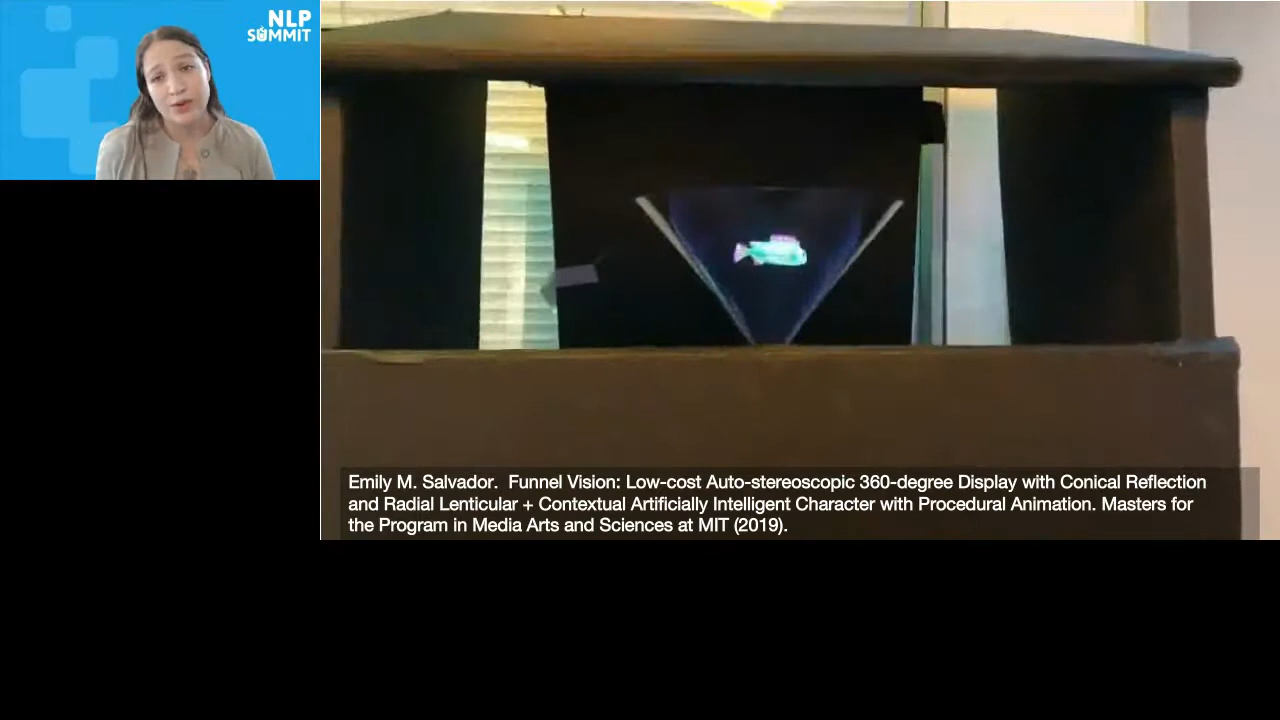 NLP
SUMMIT
Emily M. Salvador.  Funnel Vision: Low-cost Auto-stereoscopic 360-degree Display with Conical Reflection
and Radial Lenticular + Contextual Artificially Intelligent Character with Procedural Animation. Masters for
the Program in Media Arts and Sciences at MIT (2019).